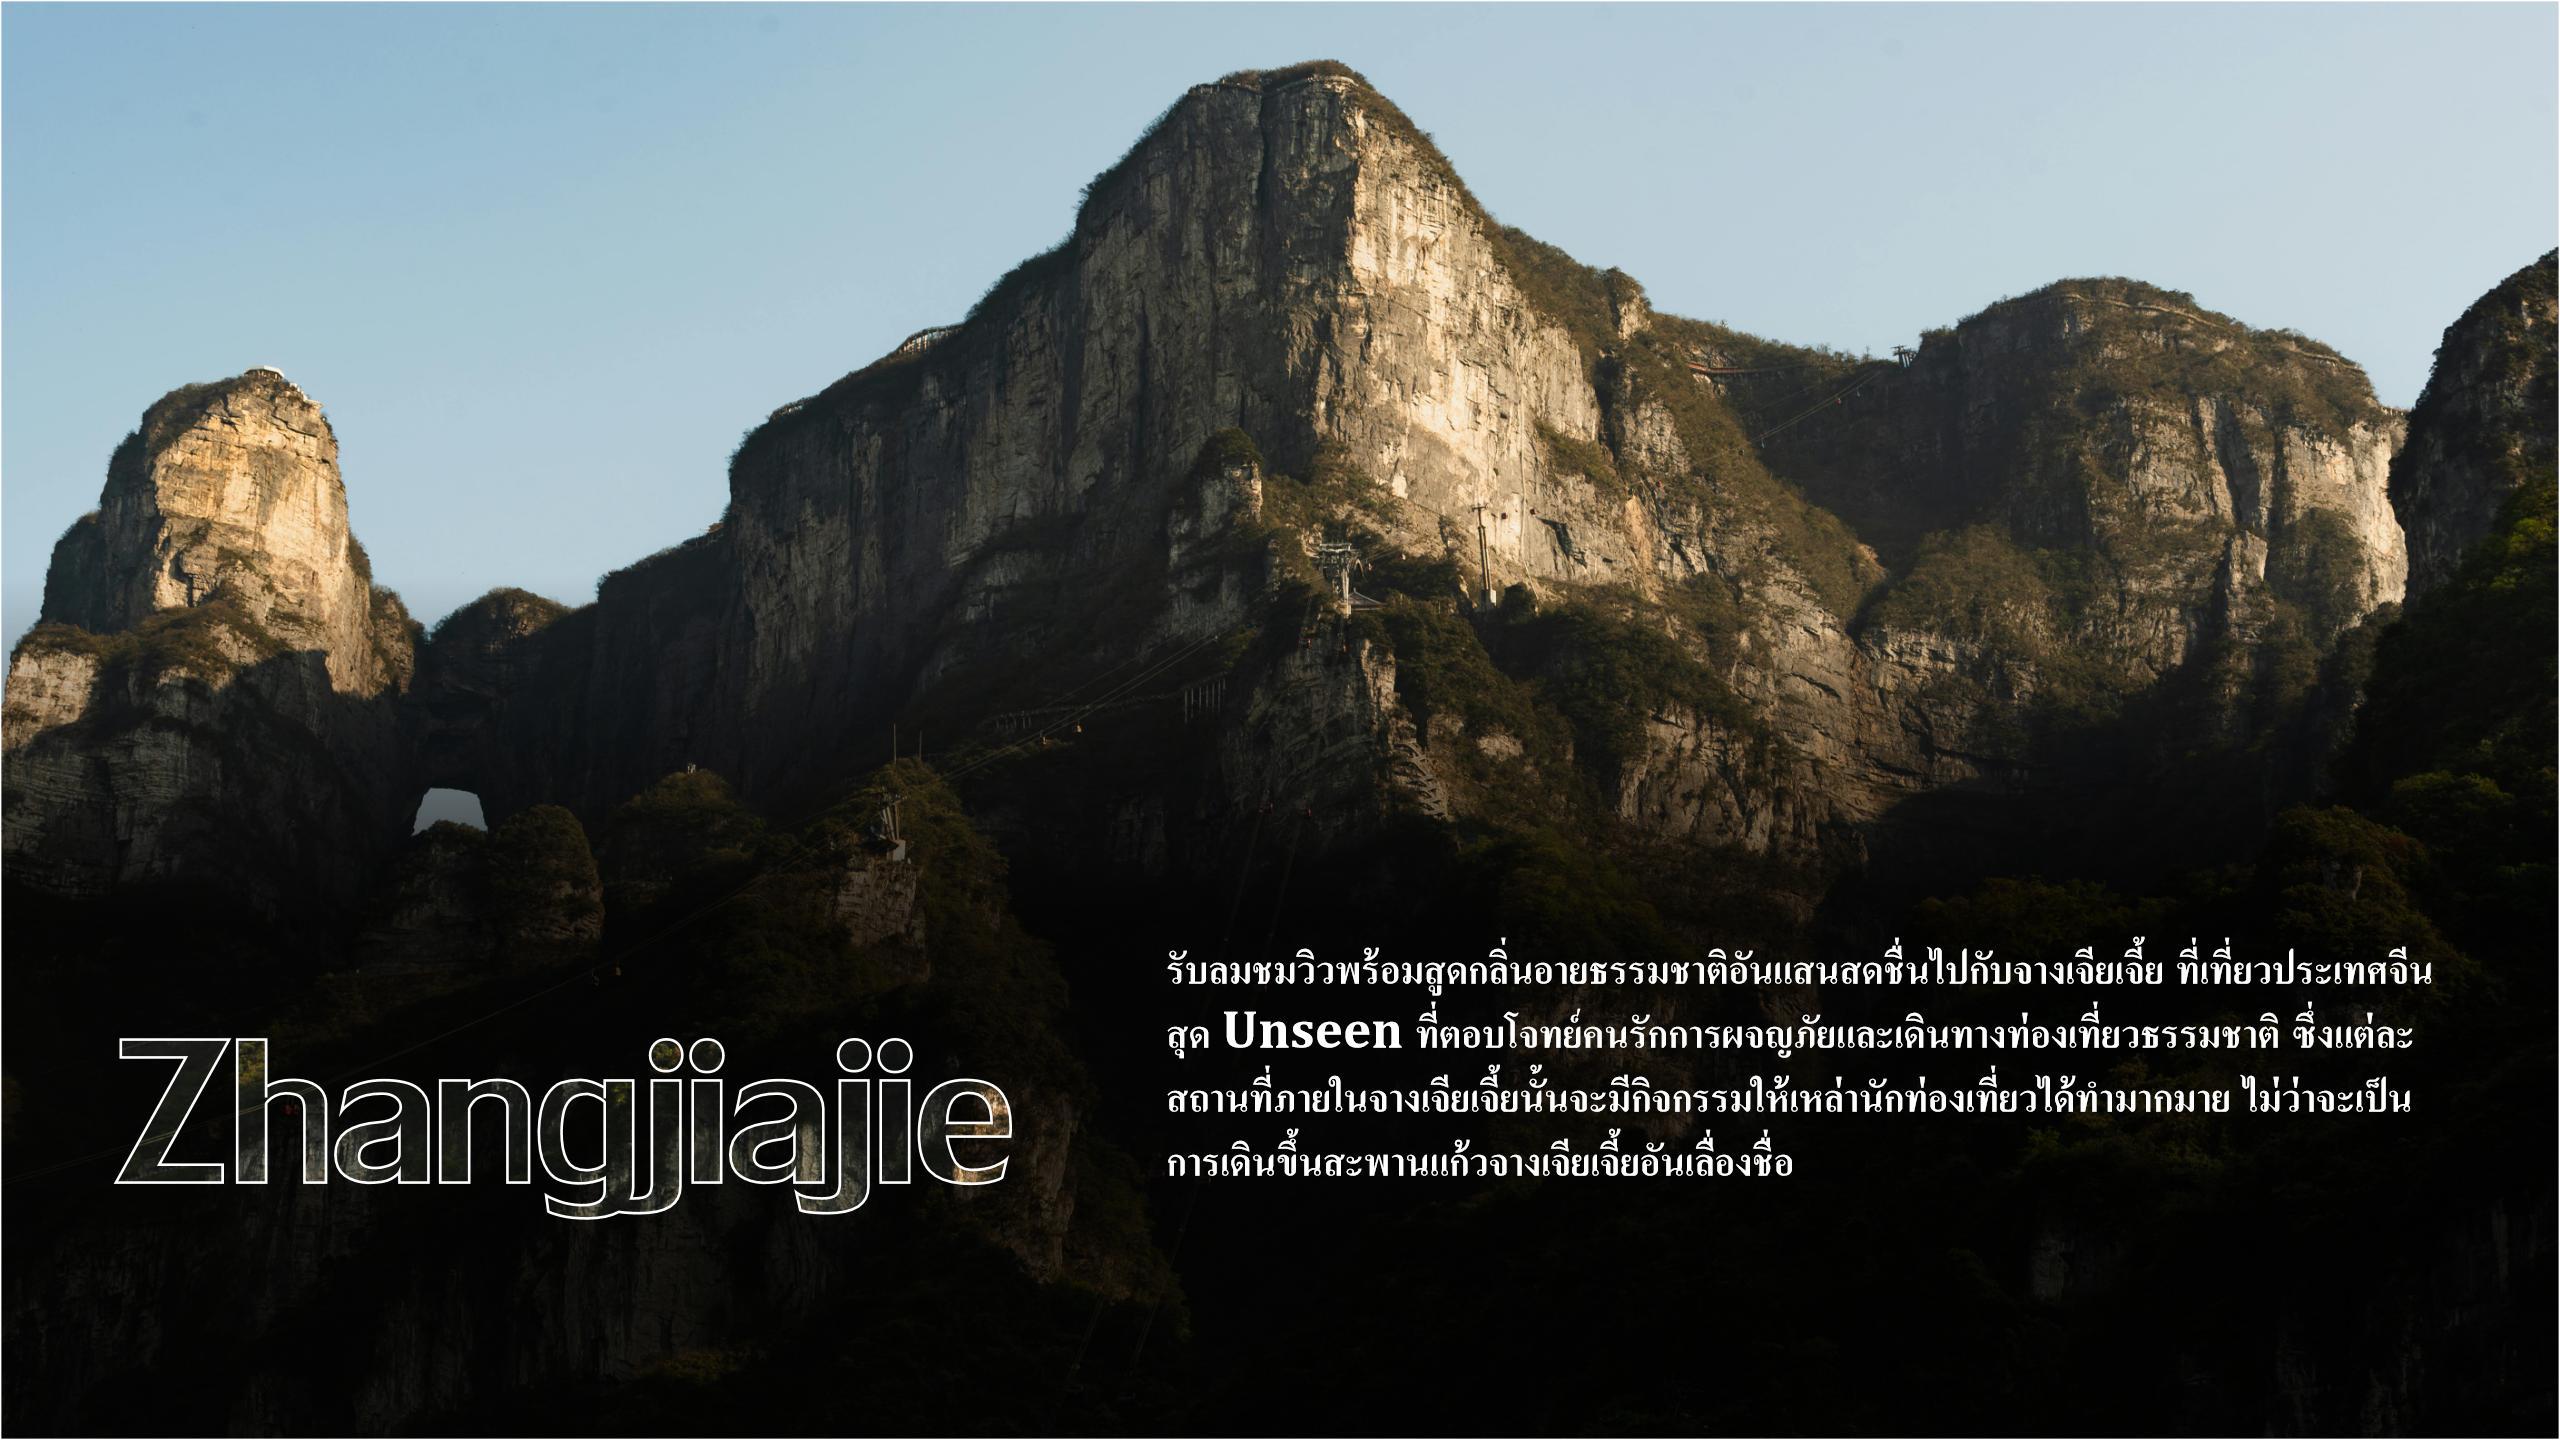 Zhangjiajie
รับลมชมวิวพร้อมสูดกลิ่นอายธรรมชาติอันแสนสดชื่นไปกับจางเจียเจี้ย ที่เที่ยวประเทศจีน
สุด Unseen ที่ตอบโจทย์คนรักการผจญภัยและเดินทางท่องเที่ยวธรรมชาติ ซึ่งแต่ละ
สถานที่ภายในจางเจียเจี้ยนั้นจะมีกิจกรรมให้เหล่านักท่องเที่ยวได้ทำมากมาย ไม่ว่าจะเป็น
การเดินขึ้นสะพานแก้วจางเจียเจี้ยอันเลื่องชื่อ